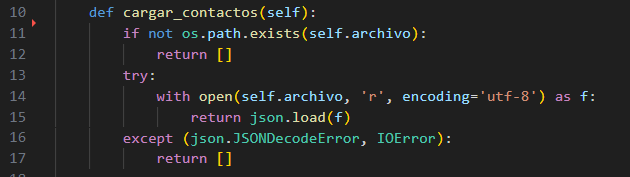 10 def cargar_contactos(self):
11 if not os.path.exists(self.archivo):
12 return []
13 try:
14 with open(self.archivo, 'r', encoding='utf-8') as f:
15 return json.load(f)
16 except (json.JSONDecodeError, IOError):
17 return []